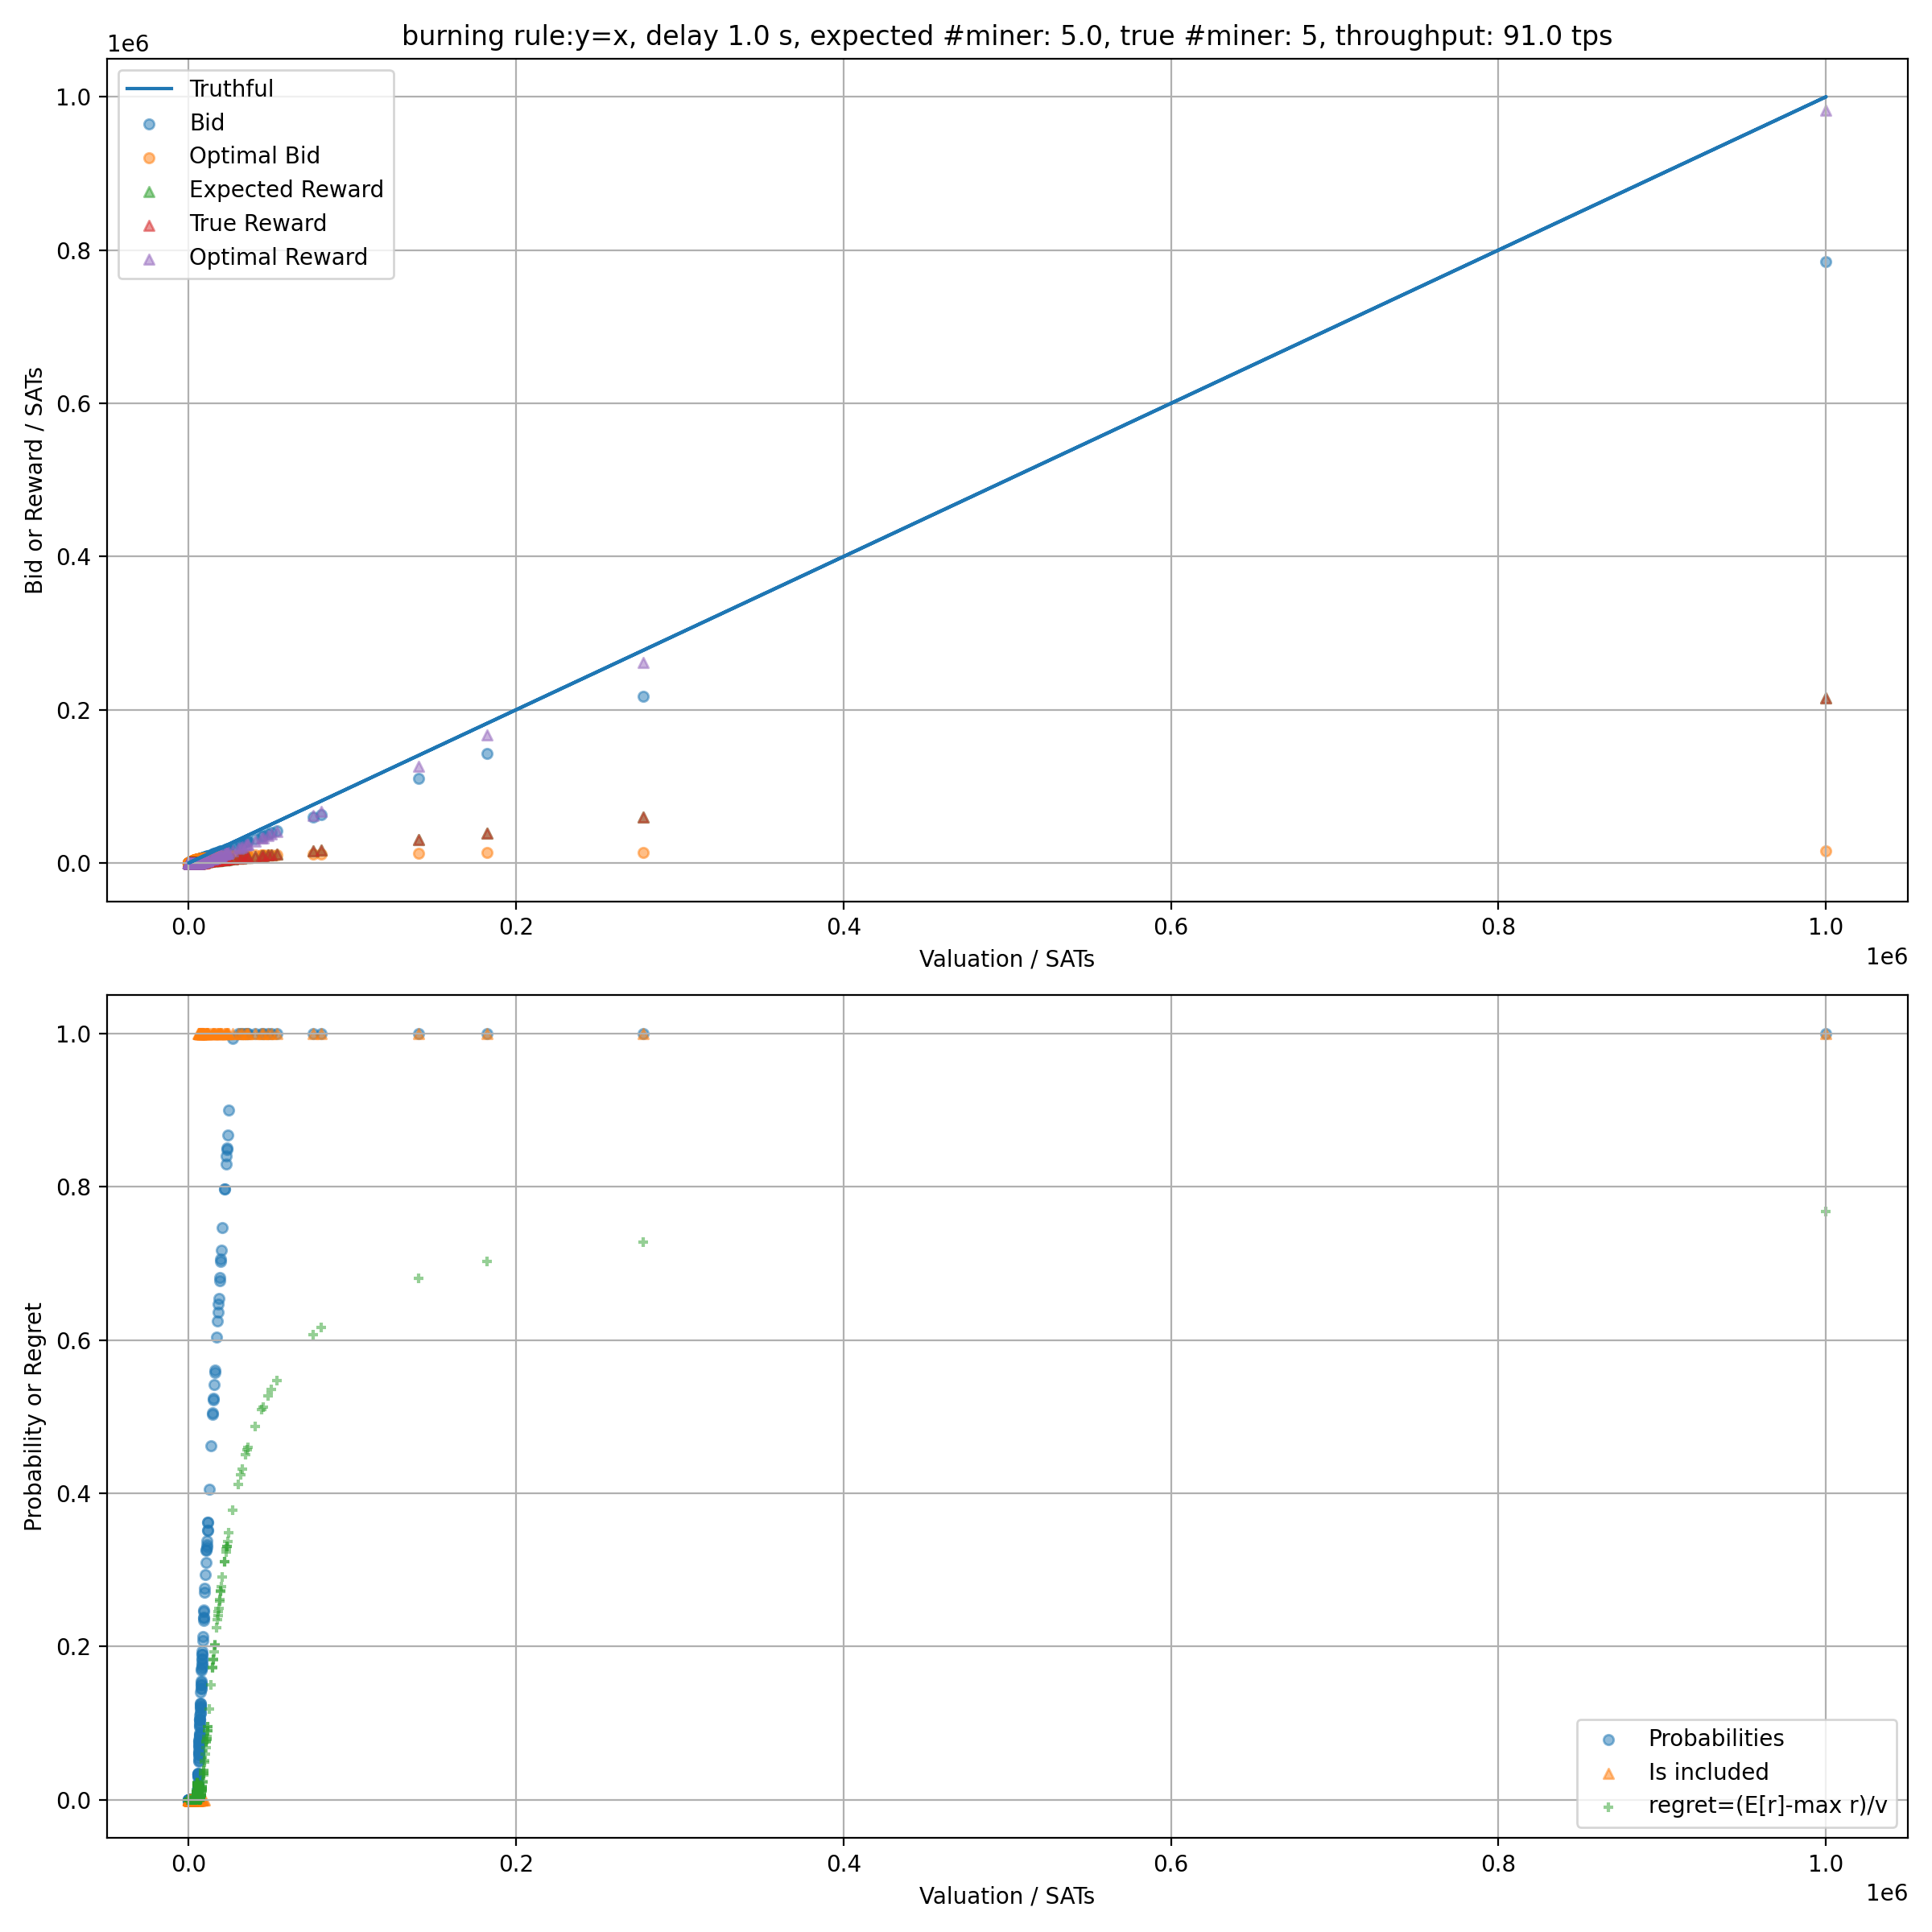 burning rule:y=x, delay 1.0 s, expected #miner: 5.0, true #miner: 5, throughput: 91.0 tps
1e6
Truthful
Bid
Optimal Bid
Expected Reward
True Reward
Optimal Reward
1.0
0.8
0.6
0.4
0.2
0.0
Bid or Reward / SATs
0.0 0.2 0.4 0.6 0.8 1.0
Valuation / SATs
1e6
1.0
0.8
0.6
0.4
0.2
0.0
Probability or Regret
Probabilities
Is included
regret=(E[r]-max r)/v
0.0 0.2 0.4 0.6 0.8 1.0
Valuation / SATs
1e6